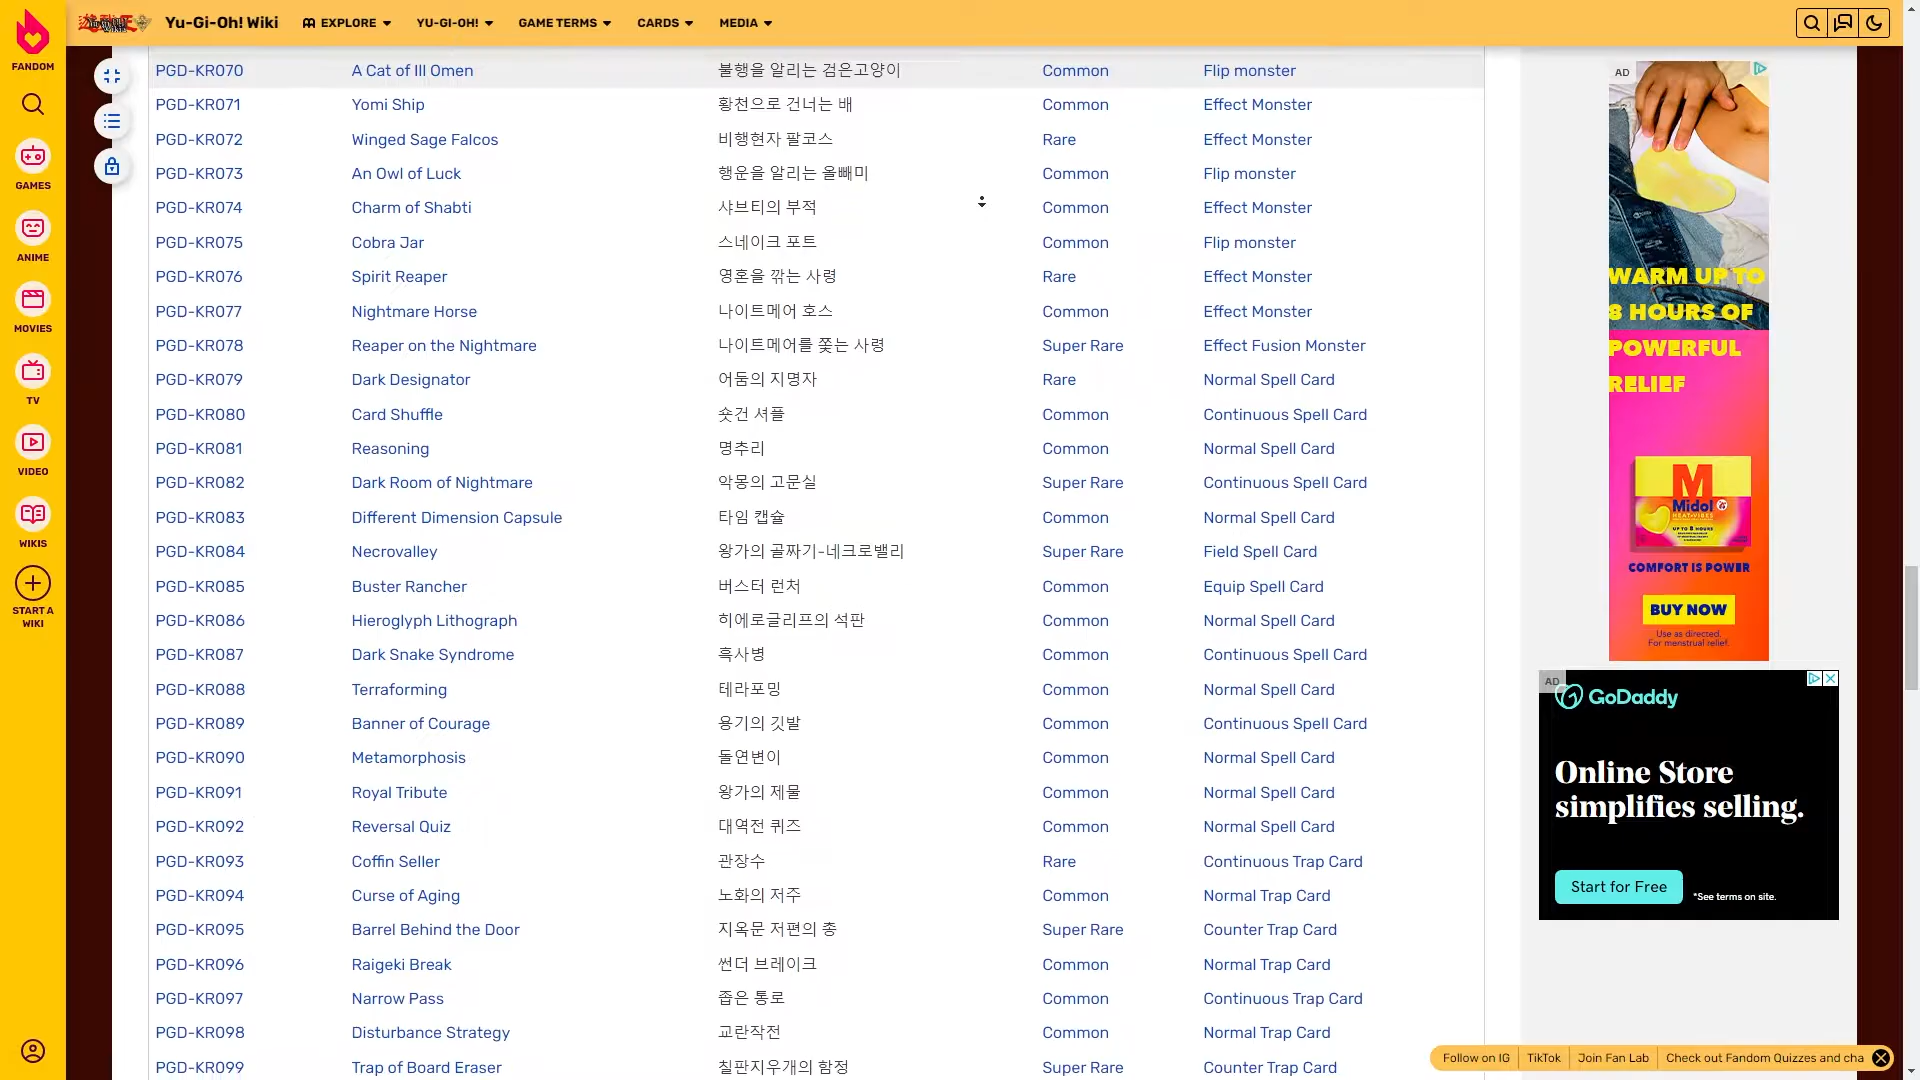 Yu-Gi-Oh! Wiki EXPLORE YU-GI-OH! GAME TERMS CARDS MEDIA
FANDOM
GAMES
ANIME
MOVIES
TV
VIDEO
WIKIS
START A
WIKI
PGD-KR070 A Cat of Ill Omen 불행을 알리는 검은고양이 Common Flip monster
PGD-KR071 Yomi Ship 황천으로 건너는 배 Common Effect Monster
PGD-KR072 Winged Sage Falcos 비행현자 팔코스 Rare Effect Monster
PGD-KR073 An Owl of Luck 행운을 알리는 올빼미 Common Flip monster
PGD-KR074 Charm of Shabti 샤브티의 부적 Common Effect Monster
PGD-KR075 Cobra Jar 스네이크 포트 Common Flip monster
PGD-KR076 Spirit Reaper 영혼을 깎는 사령 Rare Effect Monster
PGD-KR077 Nightmare Horse 나이트메어 호스 Common Effect Monster
PGD-KR078 Reaper on the Nightmare 나이트메어를 쫓는 사령 Super Rare Effect Fusion Monster
PGD-KR079 Dark Designator 어둠의 지명자 Rare Normal Spell Card
PGD-KR080 Card Shuffle 숏건 셔플 Common Continuous Spell Card
PGD-KR081 Reasoning 명추리 Common Normal Spell Card
PGD-KR082 Dark Room of Nightmare 악몽의 고문실 Super Rare Continuous Spell Card
PGD-KR083 Different Dimension Capsule 타임 캡슐 Common Normal Spell Card
PGD-KR084 Necrovalley 왕가의 골짜기-네크로밸리 Super Rare Field Spell Card
PGD-KR085 Buster Rancher 버스터 런처 Common Equip Spell Card
PGD-KR086 Hieroglyph Lithograph 히에로글리프의 석판 Common Normal Spell Card
PGD-KR087 Dark Snake Syndrome 흑사병 Common Continuous Spell Card
PGD-KR088 Terraforming 테라포밍 Common Normal Spell Card
PGD-KR089 Banner of Courage 용기의 깃발 Common Continuous Spell Card
PGD-KR090 Metamorphosis 돌연변이 Common Normal Spell Card
PGD-KR091 Royal Tribute 왕가의 제물 Common Normal Spell Card
PGD-KR092 Reversal Quiz 대역전 퀴즈 Common Normal Spell Card
PGD-KR093 Coffin Seller 관장수 Rare Continuous Trap Card
PGD-KR094 Curse of Aging 노화의 저주 Common Normal Trap Card
PGD-KR095 Barrel Behind the Door 지옥문 저편의 총 Super Rare Counter Trap Card
PGD-KR096 Raigeki Break 썬더 브레이크 Common Normal Trap Card
PGD-KR097 Narrow Pass 좁은 통로 Common Continuous Trap Card
PGD-KR098 Disturbance Strategy 교란작전 Common Normal Trap Card
PGD-KR099 Trap of Board Eraser 칠판지우개의 함정 Super Rare Counter Trap Card
AD
WARM UP TO
8 HOURS OF
POWERFUL
RELIEF
M
Midol
UP TO 8 HOURS
COMFORT IS POWER
BUY NOW
Use as directed.
For menstrual relief.
AD
GoDaddy
Online Store
simplifies selling.
Start for Free
*See terms on site.
Follow on IG TikTok Join Fan Lab Check out Fandom Quizzes and cha